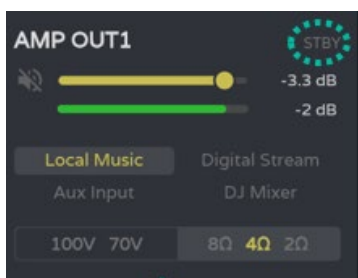 AMP OUT1 STBY
-3.3 dB
-2 dB
Local Music Digital Stream
Aux Input DJ Mixer
100V 70V 8Ω 4Ω 2Ω